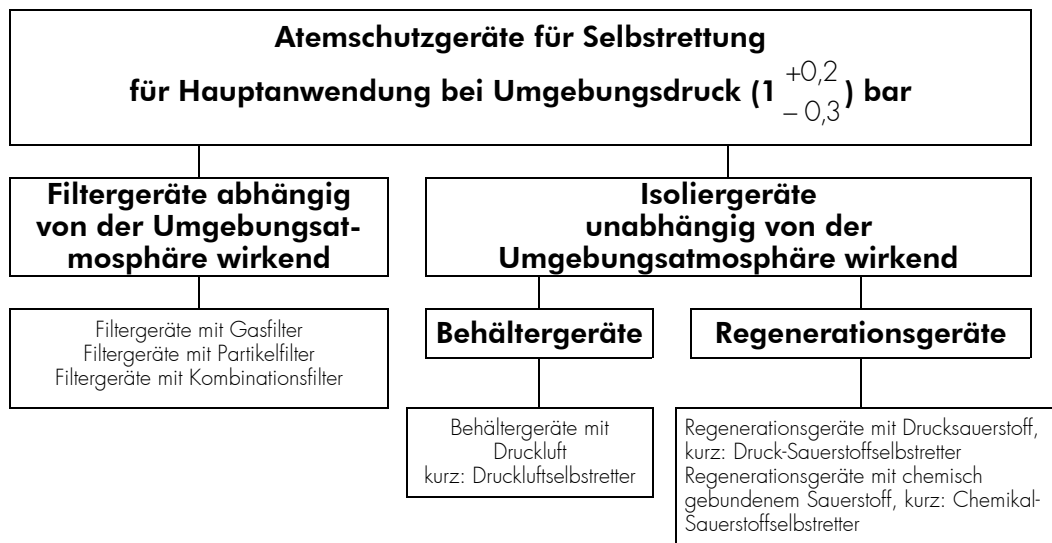 Atemschutzgeräte für Selbstrettung
für Hauptanwendung bei Umgebungsdruck (1 +0,2 – 0,3) bar
Filtergeräte abhängig
von der Umgebungsat-
mosphäre wirkend
Isoliergeräte
unabhängig von der
Umgebungsatmosphäre wirkend
Filtergeräte mit Gasfilter
Filtergeräte mit Partikelfilter
Filtergeräte mit Kombinationsfilter
Behältergeräte
Regenerationsgeräte
Behältergeräte mit
Druckluft
kurz: Druckluftselbstretter
Regenerationsgeräte mit Drucksauerstoff,
kurz: Druck-Sauerstoffselbstretter
Regenerationsgeräte mit chemisch
gebundenem Sauerstoff, kurz: Chemikal-
Sauerstoffselbstretter